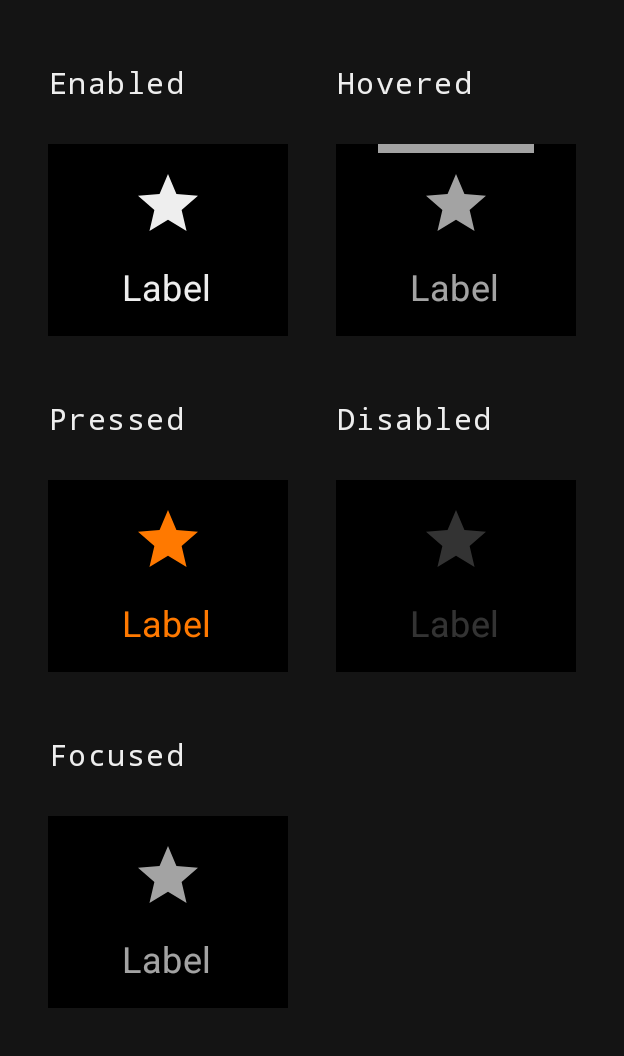 Enabled
Hovered
Label
Label
Pressed
Disabled
Label
Label
Focused
Label